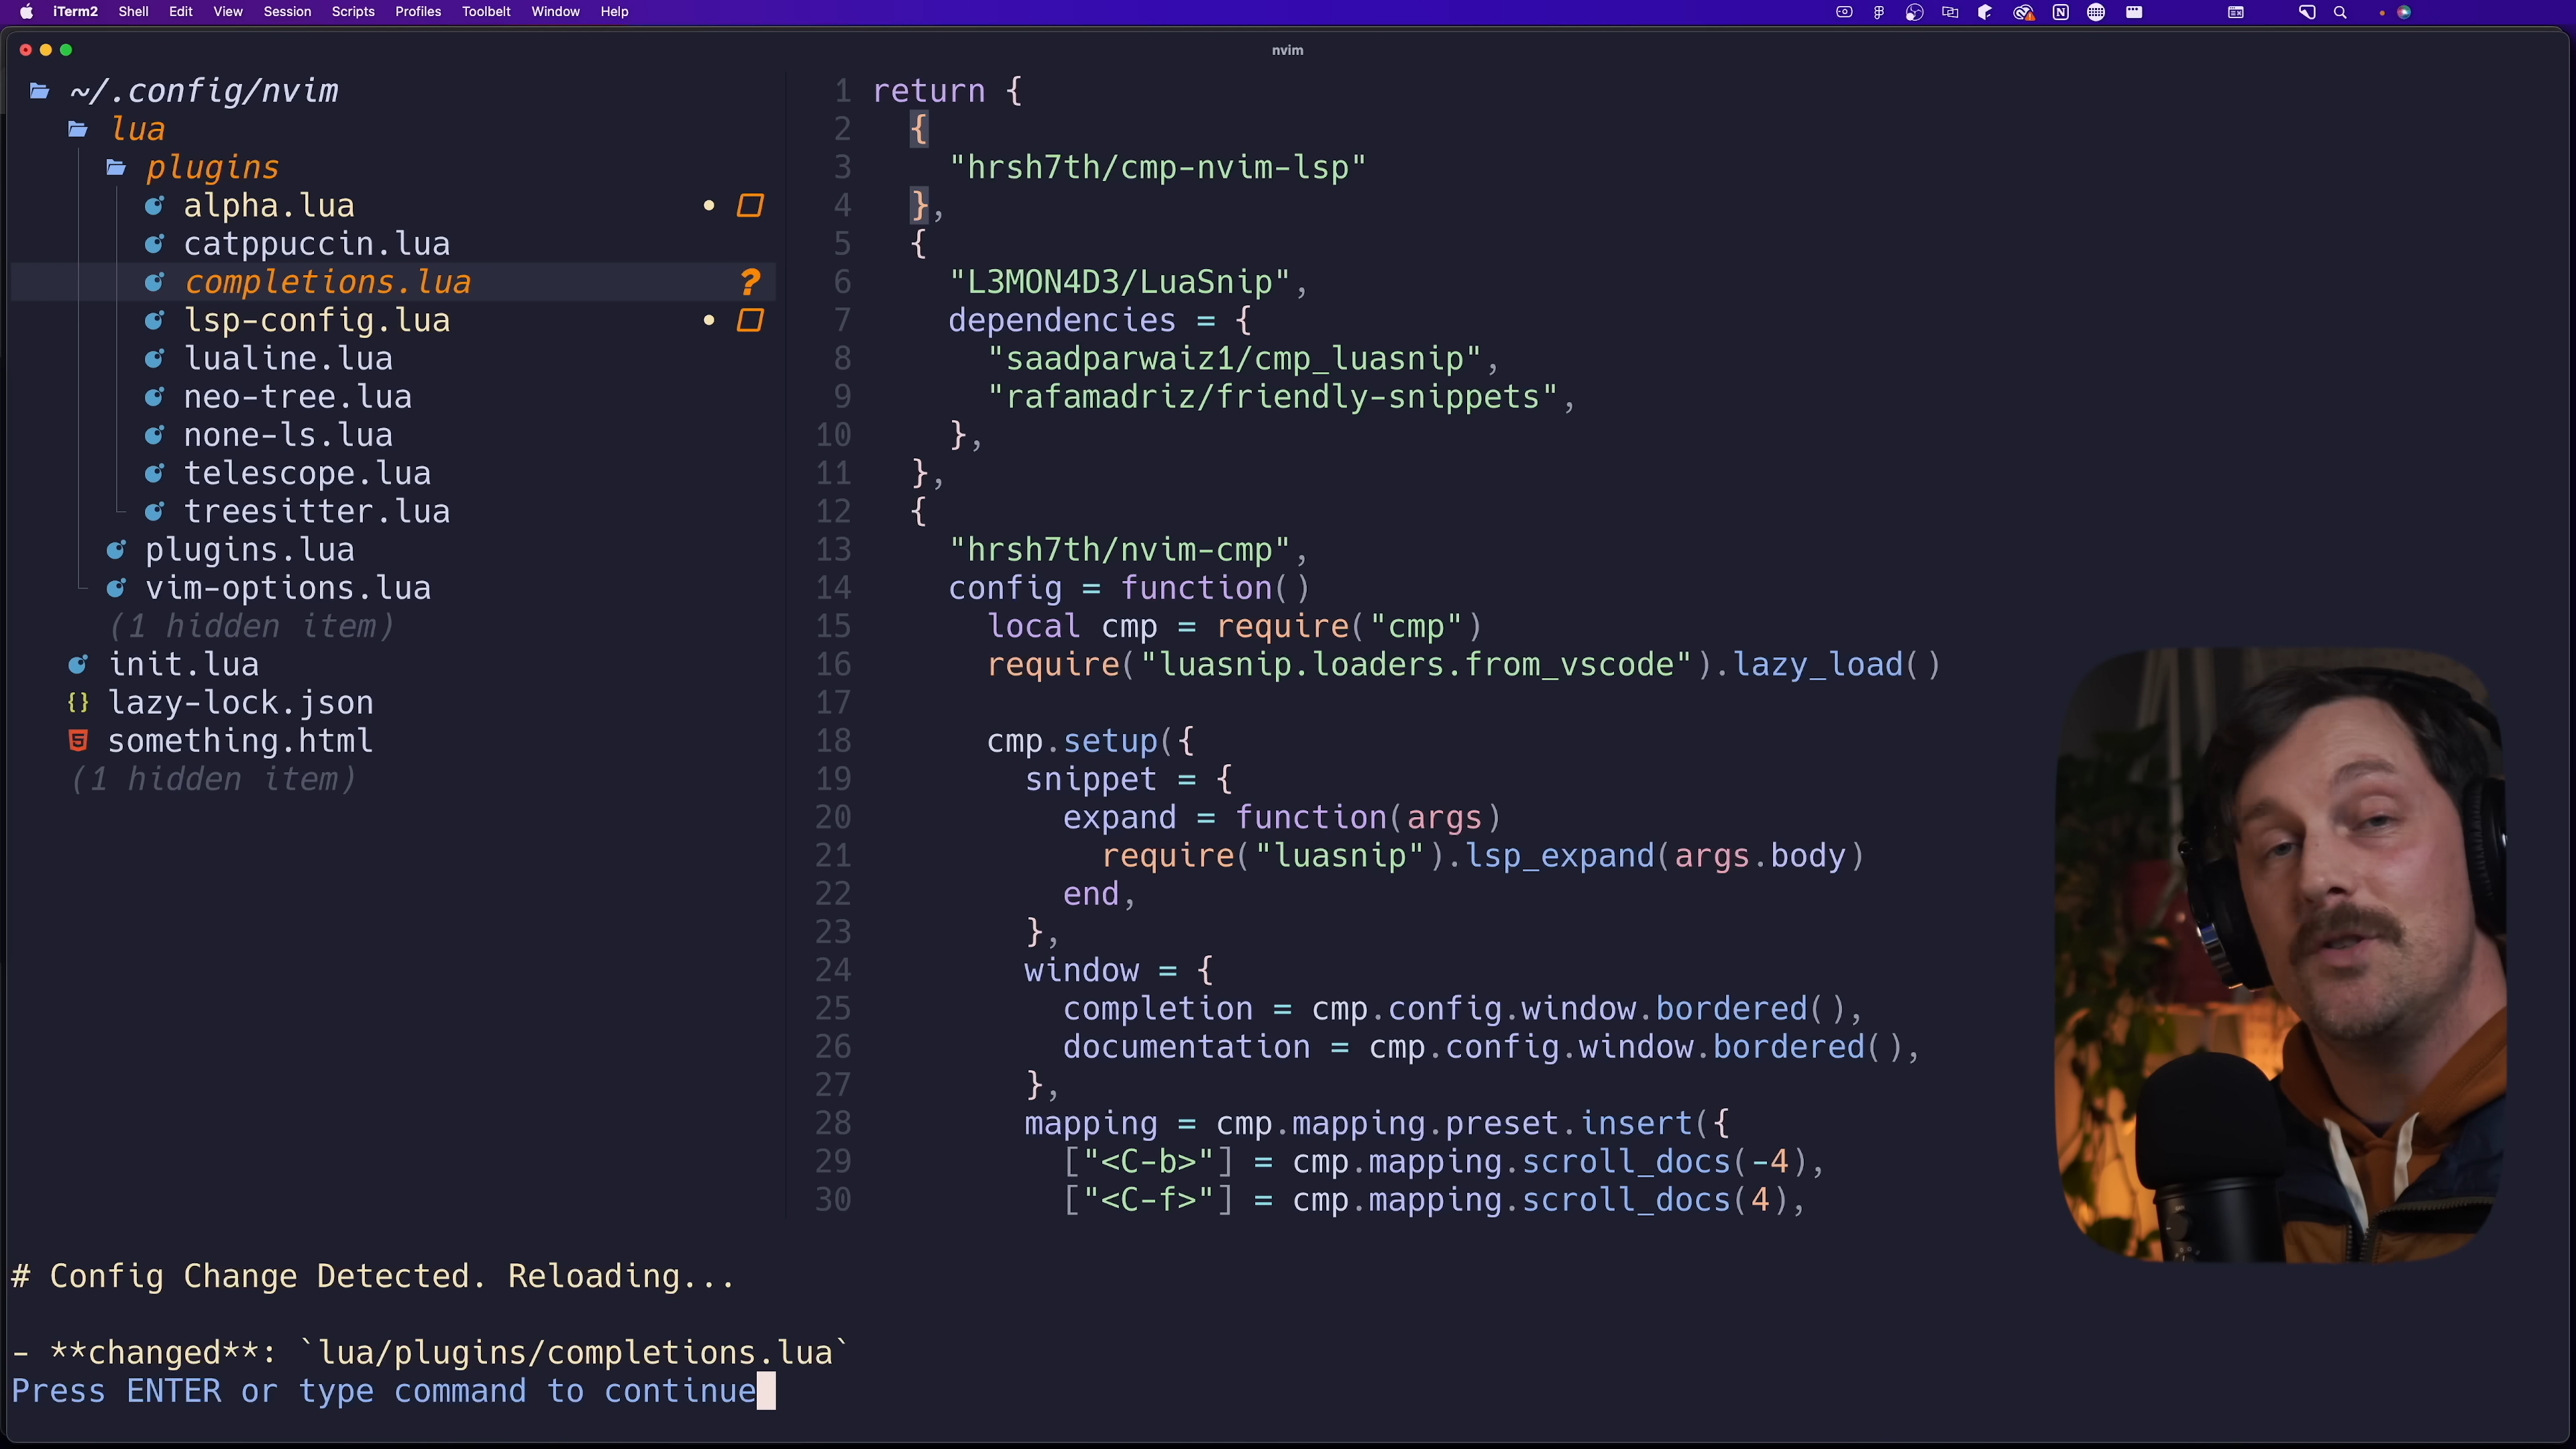 iTerm2 Shell Edit View Session Scripts Profiles Toolbelt Window Help
nvim
~/.config/nvim
lua
plugins
alpha.lua
catppuccin.lua
completions.lua ?
lsp-config.lua
lualine.lua
neo-tree.lua
none-ls.lua
telescope.lua
treesitter.lua
plugins.lua
vim-options.lua
(1 hidden item)
init.lua
{} lazy-lock.json
something.html
(1 hidden item)
1 return {
2 {
3 "hrsh7th/cmp-nvim-lsp"
4 },
5 {
6 "L3MON4D3/LuaSnip",
7 dependencies = {
8 "saadparwaiz1/cmp_luasnip",
9 "rafamadriz/friendly-snippets",
10 },
11 },
12 {
13 "hrsh7th/nvim-cmp",
14 config = function()
15 local cmp = require("cmp")
16 require("luasnip.loaders.from_vscode").lazy_load()
17
18 cmp.setup({
19 snippet = {
20 expand = function(args)
21 require("luasnip").lsp_expand(args.body)
22 end,
23 },
24 window = {
25 completion = cmp.config.window.bordered(),
26 documentation = cmp.config.window.bordered(),
27 },
28 mapping = cmp.mapping.preset.insert({
29 ["<C-b>"] = cmp.mapping.scroll_docs(-4),
30 ["<C-f>"] = cmp.mapping.scroll_docs(4),
# Config Change Detected. Reloading...
- **changed**: `lua/plugins/completions.lua`
Press ENTER or type command to continue